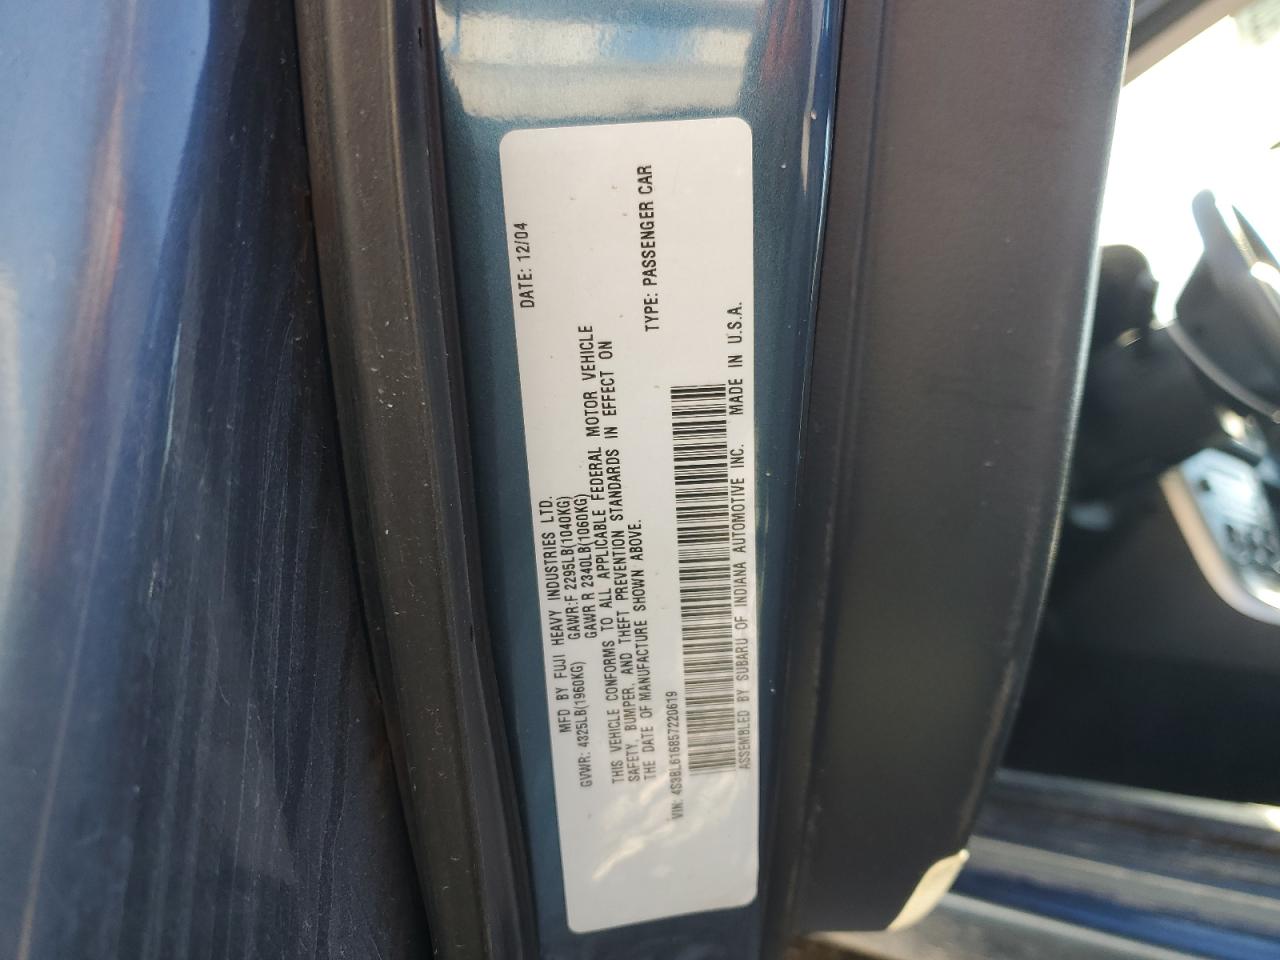 MFD BY FUJI HEAVY INDUSTRIES LTD. DATE: 12/04
GVWR: 4325LB(1960KG) GAWR:F 2295LB(1040KG)
GAWR R 2340LB(1060KG)
THIS VEHICLE CONFORMS TO ALL APPLICABLE FEDERAL MOTOR VEHICLE
SAFETY, BUMPER, AND THEFT PREVENTION STANDARDS IN EFFECT ON
THE DATE OF MANUFACTURE SHOWN ABOVE.
VIN: 4S3BL616857220619 TYPE: PASSENGER CAR
ASSEMBLED BY SUBARU OF INDIANA AUTOMOTIVE INC. MADE IN U.S.A.